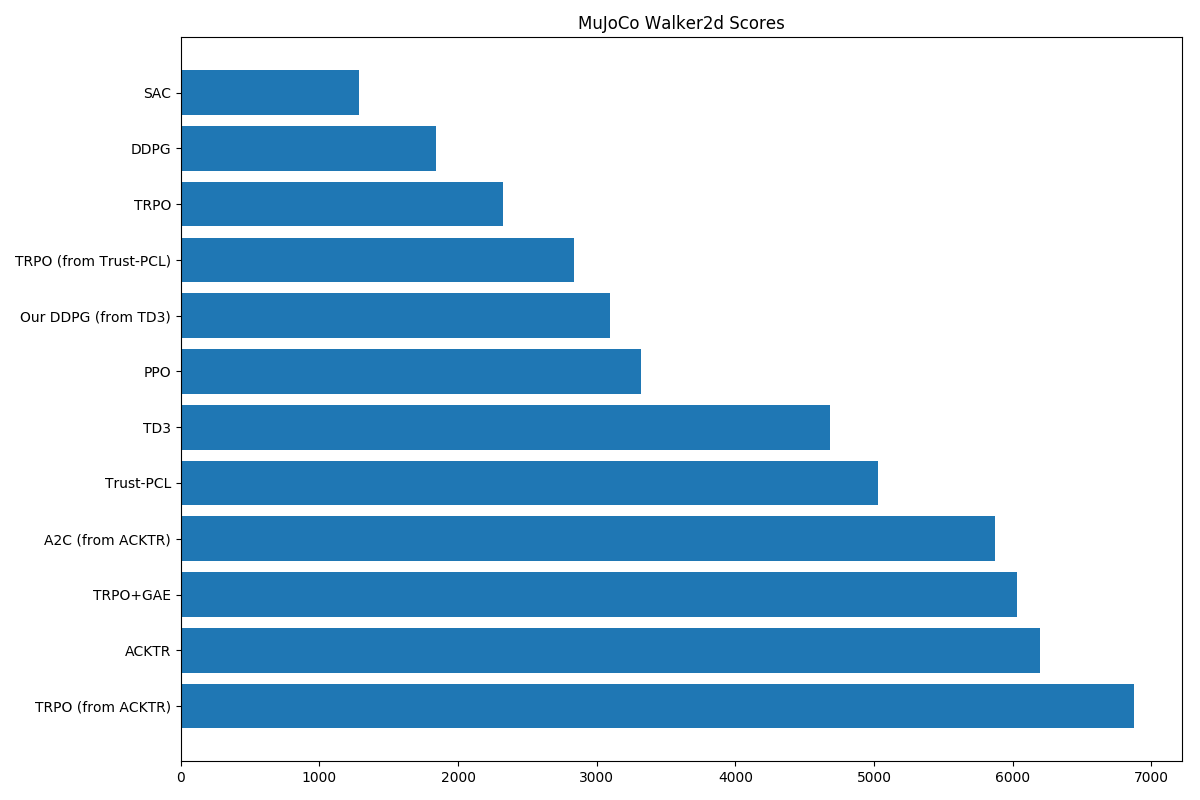 MuJoCo Walker2d Scores
SAC
DDPG
TRPO
TRPO (from Trust-PCL)
Our DDPG (from TD3)
PPO
TD3
Trust-PCL
A2C (from ACKTR)
TRPO+GAE
ACKTR
TRPO (from ACKTR)
0 1000 2000 3000 4000 5000 6000 7000